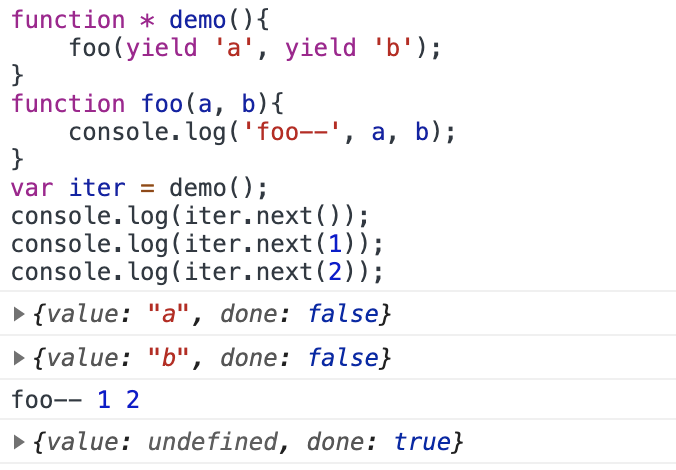 function * demo(){
    foo(yield 'a', yield 'b');
}
function foo(a, b){
    console.log('foo——', a, b);
}
var iter = demo();
console.log(iter.next());
console.log(iter.next(1));
console.log(iter.next(2));
▶{value: "a", done: false}
▶{value: "b", done: false}
foo—— 1 2
▶{value: undefined, done: true}